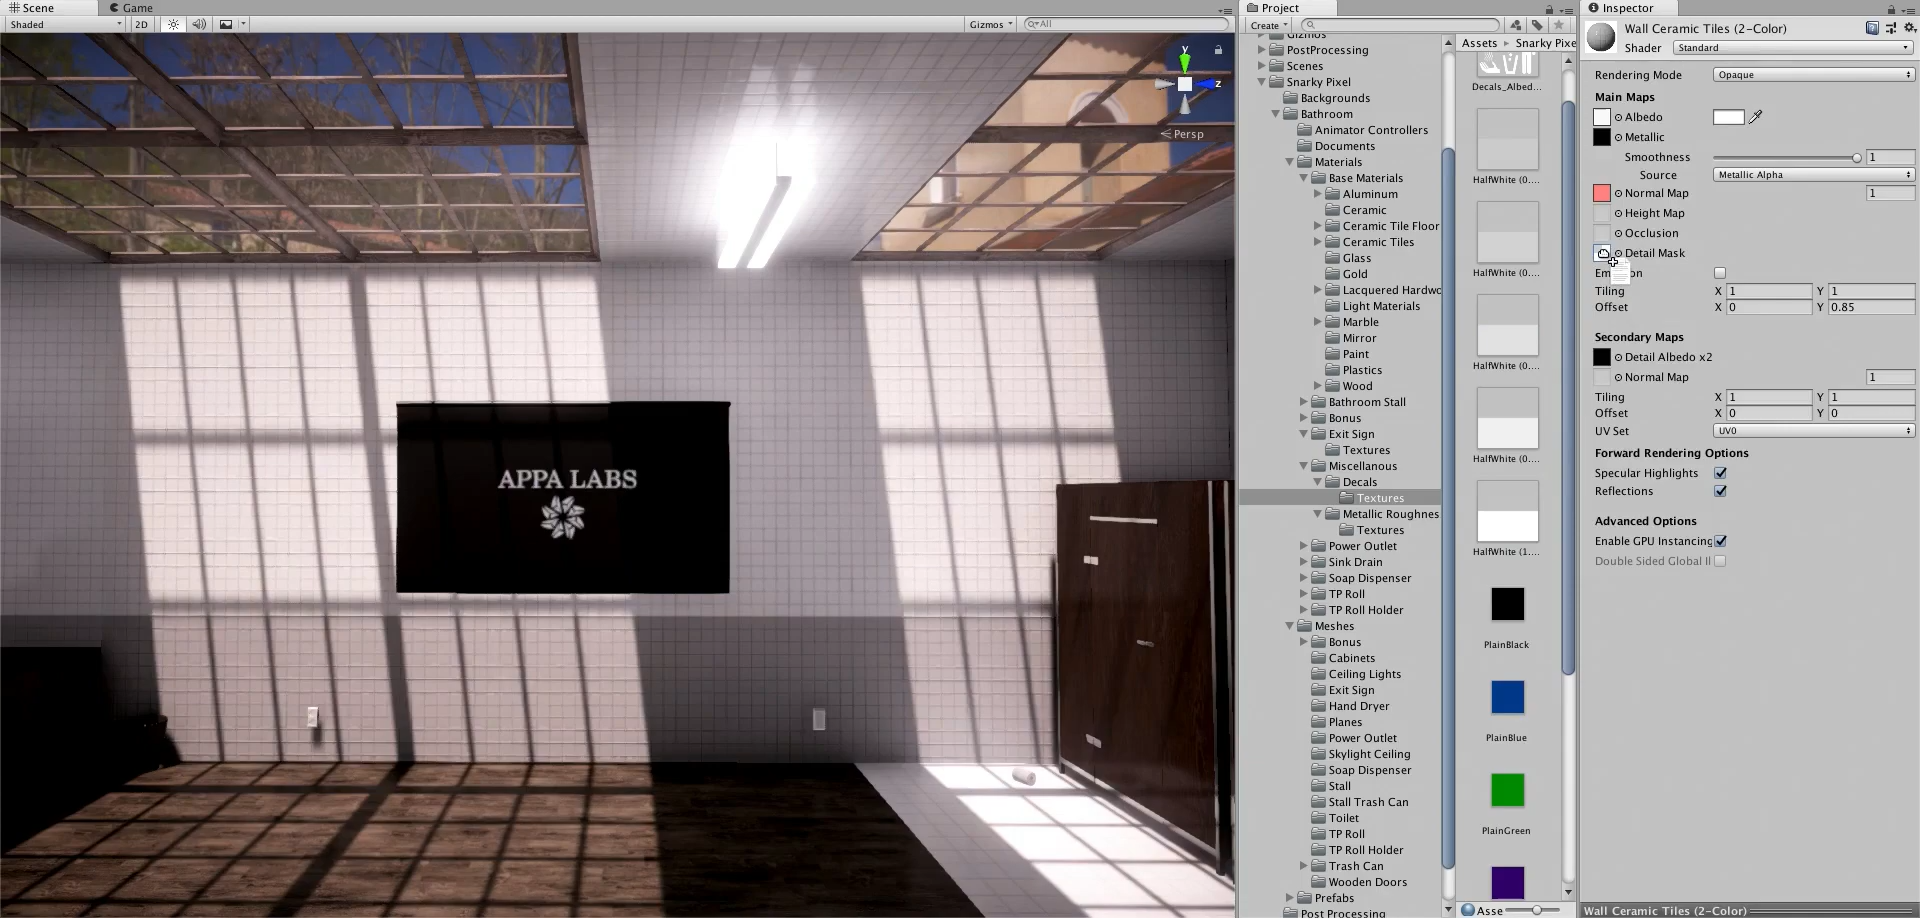 Scene
Game
Shaded
2D
Gizmos
All
y
z
Persp
APPA LABS
Project
Create
Gizmos
PostProcessing
Scenes
Snarky Pixel
Backgrounds
Bathroom
Animator Controllers
Documents
Materials
Base Materials
Aluminum
Ceramic
Ceramic Tile Floor
Ceramic Tiles
Glass
Gold
Lacquered Hardwo
Light Materials
Marble
Mirror
Paint
Plastics
Wood
Bathroom Stall
Bonus
Exit Sign
Textures
Miscellanous
Decals
Textures
Metallic Roughnes
Textures
Power Outlet
Sink Drain
Soap Dispenser
TP Roll
TP Roll Holder
Meshes
Bonus
Cabinets
Ceiling Lights
Exit Sign
Hand Dryer
Planes
Power Outlet
Skylight Ceiling
Soap Dispenser
Stall
Stall Trash Can
Toilet
TP Roll
TP Roll Holder
Trash Can
Wooden Doors
Prefabs
Post Processing
Assets ▸ Snarky Pixe
Decals_Albed...
HalfWhite (0....
HalfWhite (0....
HalfWhite (0....
HalfWhite (0....
HalfWhite (1....
PlainBlack
PlainBlue
PlainGreen
Asse
Inspector
Wall Ceramic Tiles (2-Color)
Shader Standard
Rendering Mode Opaque
Main Maps
Albedo
Metallic
Smoothness 1
Source Metallic Alpha
Normal Map 1
Height Map
Occlusion
Detail Mask
Tiling X 1 Y 1
Offset X 0 Y 0.85
Secondary Maps
Detail Albedo x2
Normal Map 1
Tiling X 1 Y 1
Offset X 0 Y 0
UV Set UV0
Forward Rendering Options
Specular Highlights
Reflections
Advanced Options
Enable GPU Instancing
Double Sided Global Il
Wall Ceramic Tiles (2-Color)